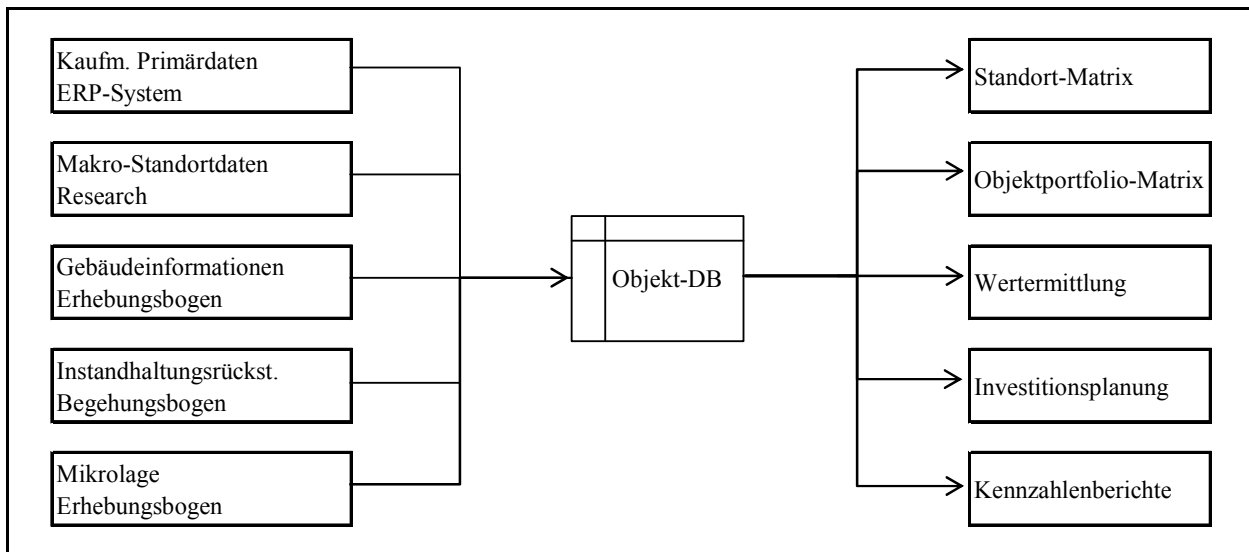 Kaufm. Primärdaten
ERP-System
Makro-Standortdaten
Research
Gebäudeinformationen
Erhebungsbogen
Instandhaltungsrückst.
Begehungsbogen
Mikrolage
Erhebungsbogen
Objekt-DB
Standort-Matrix
Objektportfolio-Matrix
Wertermittlung
Investitionsplanung
Kennzahlenberichte